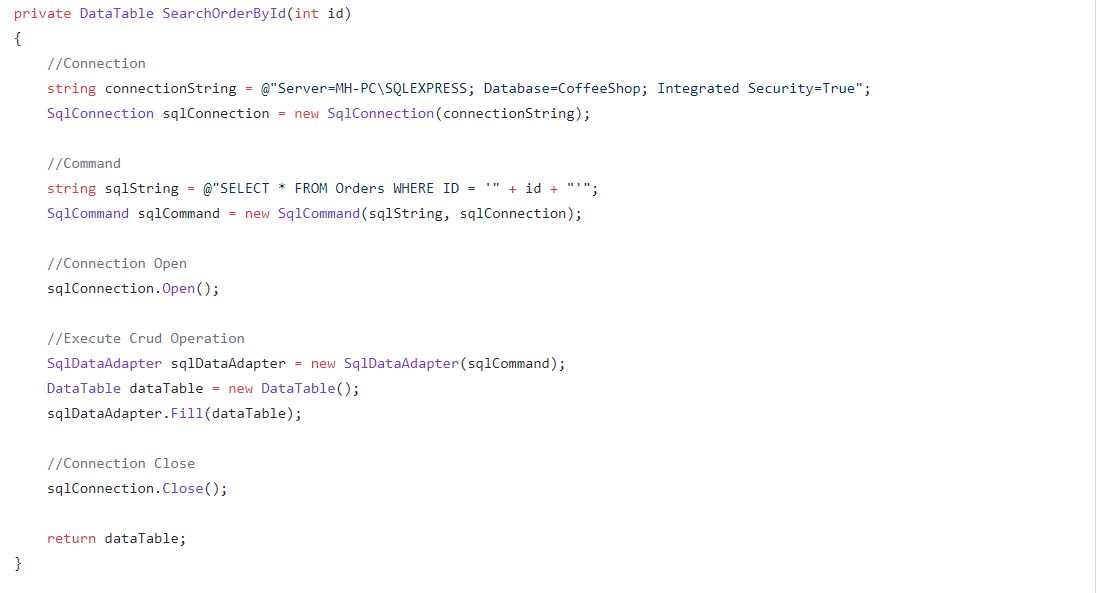 private DataTable SearchOrderById(int id)
{
    //Connection
    string connectionString = @"Server=MH-PC\SQLEXPRESS; Database=CoffeeShop; Integrated Security=True";
    SqlConnection sqlConnection = new SqlConnection(connectionString);

    //Command
    string sqlString = @"SELECT * FROM Orders WHERE ID = '" + id + "'";
    SqlCommand sqlCommand = new SqlCommand(sqlString, sqlConnection);

    //Connection Open
    sqlConnection.Open();

    //Execute Crud Operation
    SqlDataAdapter sqlDataAdapter = new SqlDataAdapter(sqlCommand);
    DataTable dataTable = new DataTable();
    sqlDataAdapter.Fill(dataTable);

    //Connection Close
    sqlConnection.Close();

    return dataTable;
}